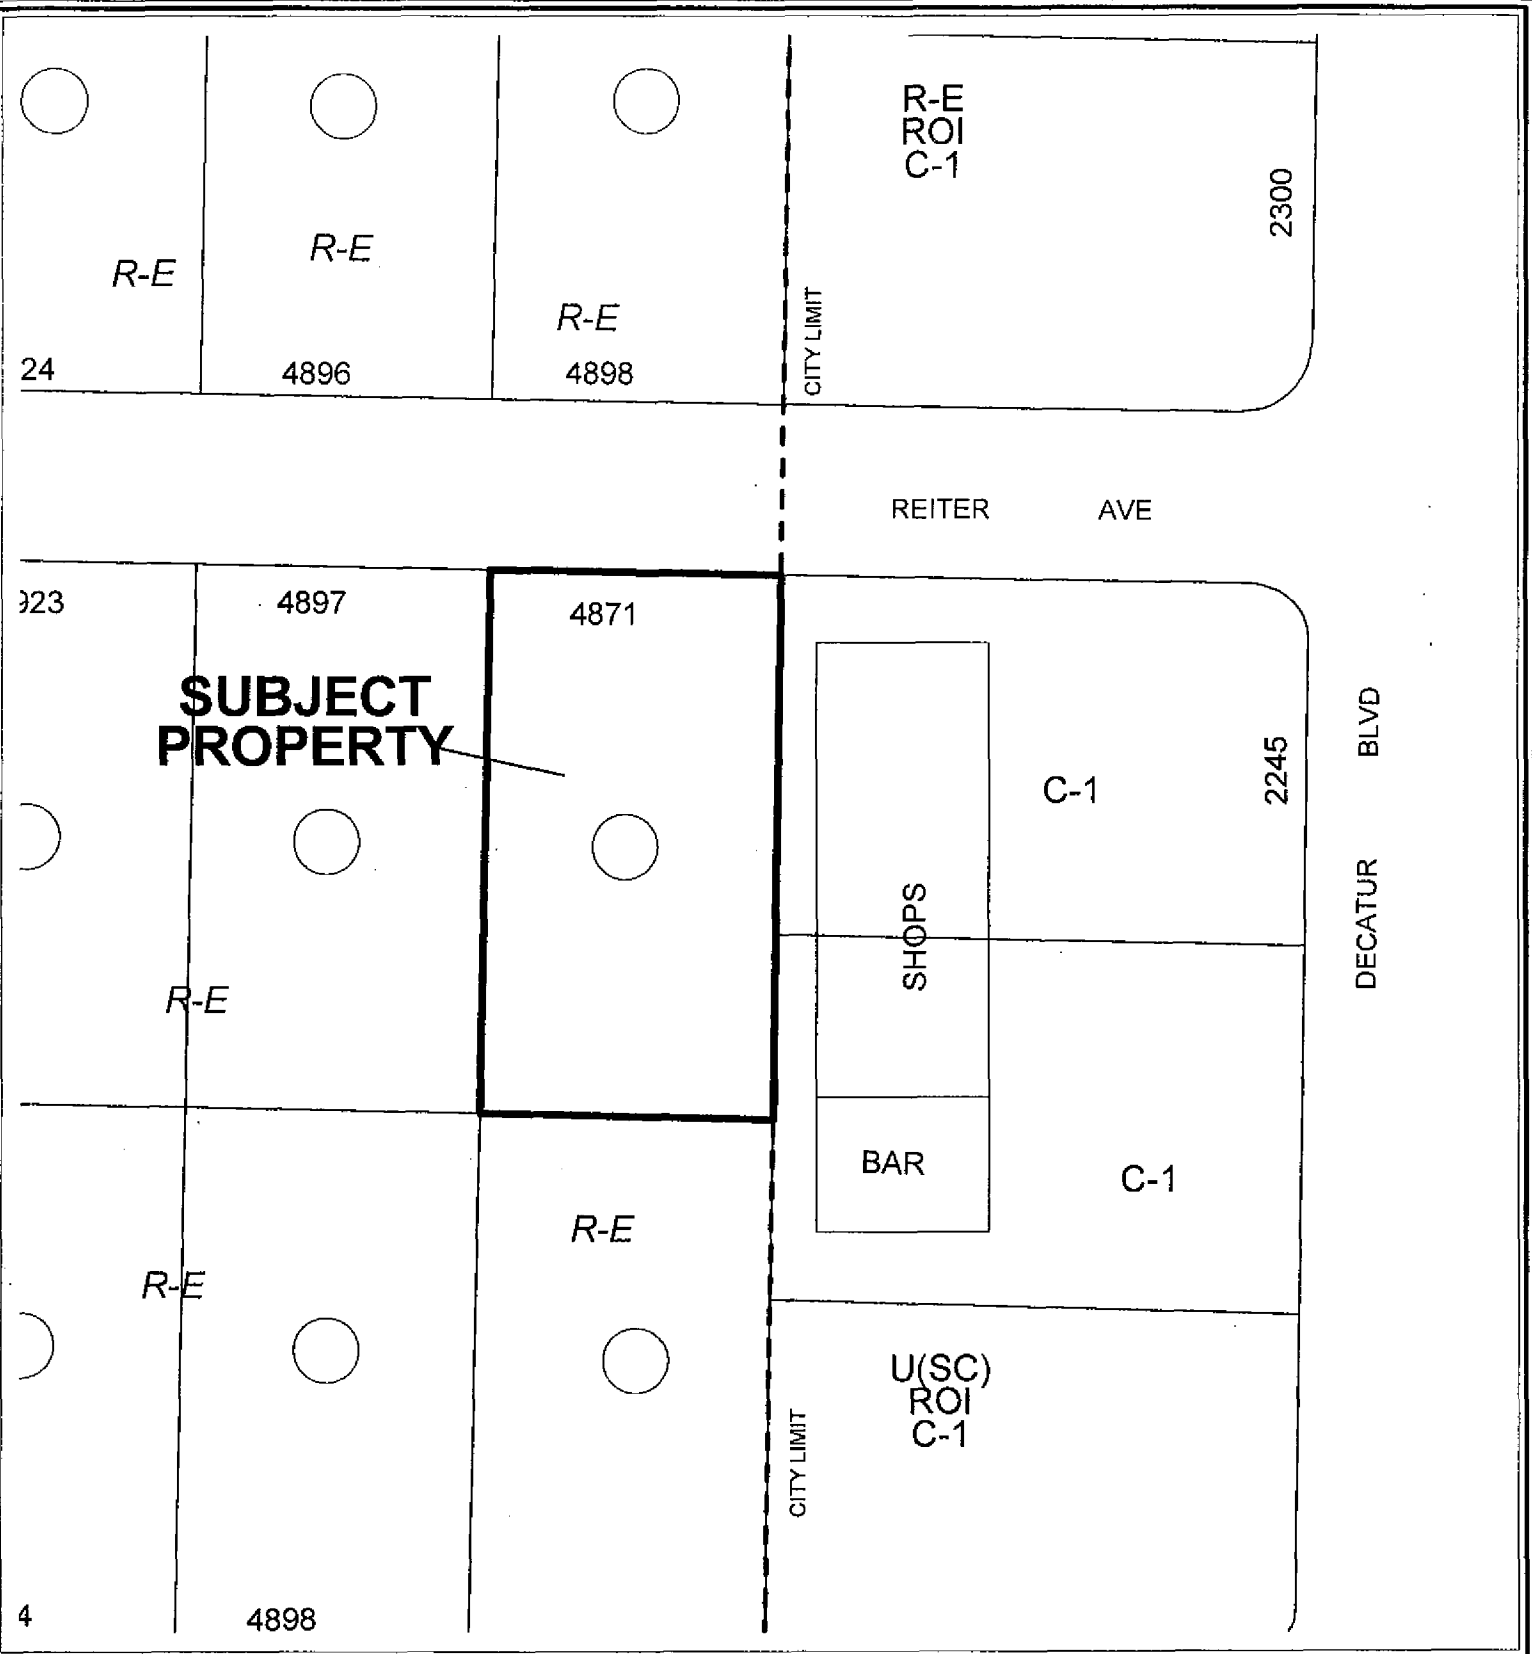 R-E
ROI
C-1
2300
R-E
R-E
R-E
CITY LIMIT
24
4896
4898
REITER AVE
923
4897
4871
SUBJECT
PROPERTY
C-1
2245
DECATUR BLVD
SHOPS
R-E
BAR
C-1
R-E
R-E
U(SC)
ROI
C-1
CITY LIMIT
4
4898